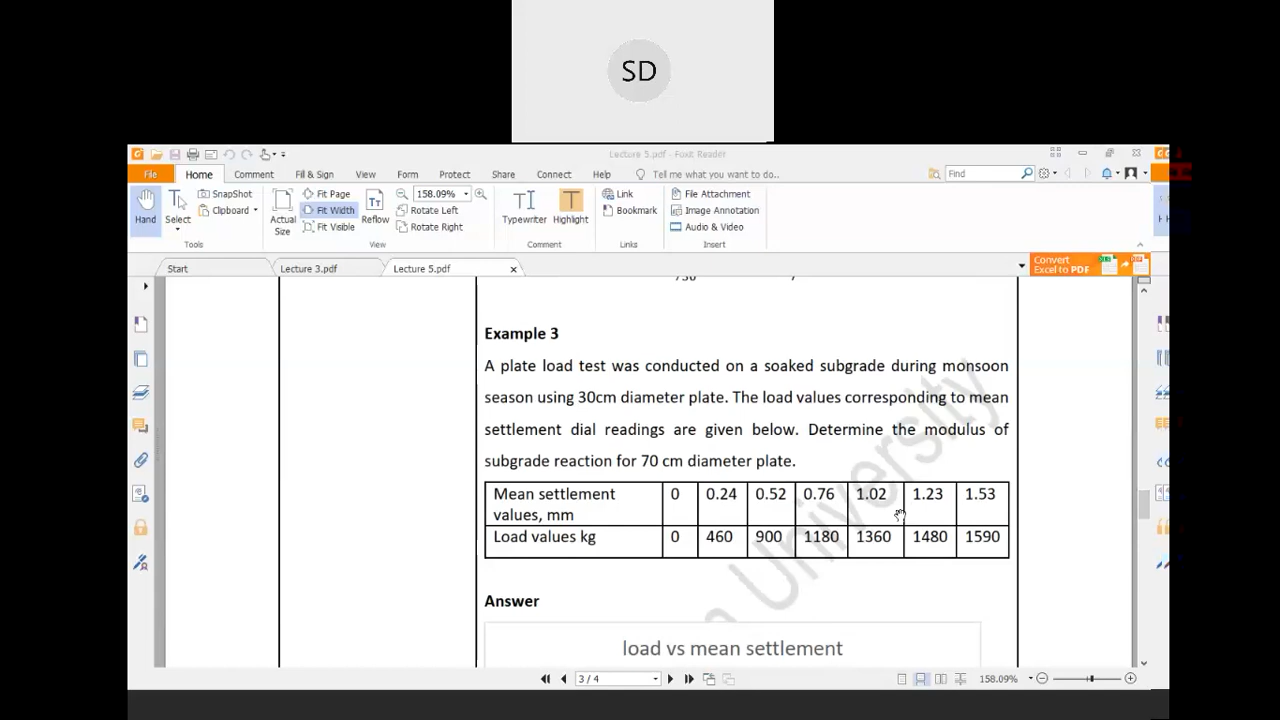 SD
Lecture 5.pdf - Foxit Reader
File Home Comment View Form Protect Share Connect Help Tell me what you want to do.. Find
Fill & Sign
Hand
Select
SnapShot
Clipboard
Tools
Actual Size
Fit Page
Fit Width
Fit Visible
Reflow
158.09%
Rotate Left
Rotate Right
View
Typewriter
Highlight
Comment
Link
Bookmark
Links
File Attachment
Image Annotation
Audio & Video
Insert
Start Lecture 3.pdf Lecture 5.pdf
Convert
Excel to PDF
Example 3
A plate load test was conducted on a soaked subgrade during monsoon
season using 30cm diameter plate. The load values corresponding to mean
settlement dial readings are given below. Determine the modulus of
subgrade reaction for 70 cm diameter plate.
Mean settlement values, mm 0 0.24 0.52 0.76 1.02 1.23 1.53
Load values kg 0 460 900 1180 1360 1480 1590
University
Answer
load vs mean settlement
3 / 4
158.09%